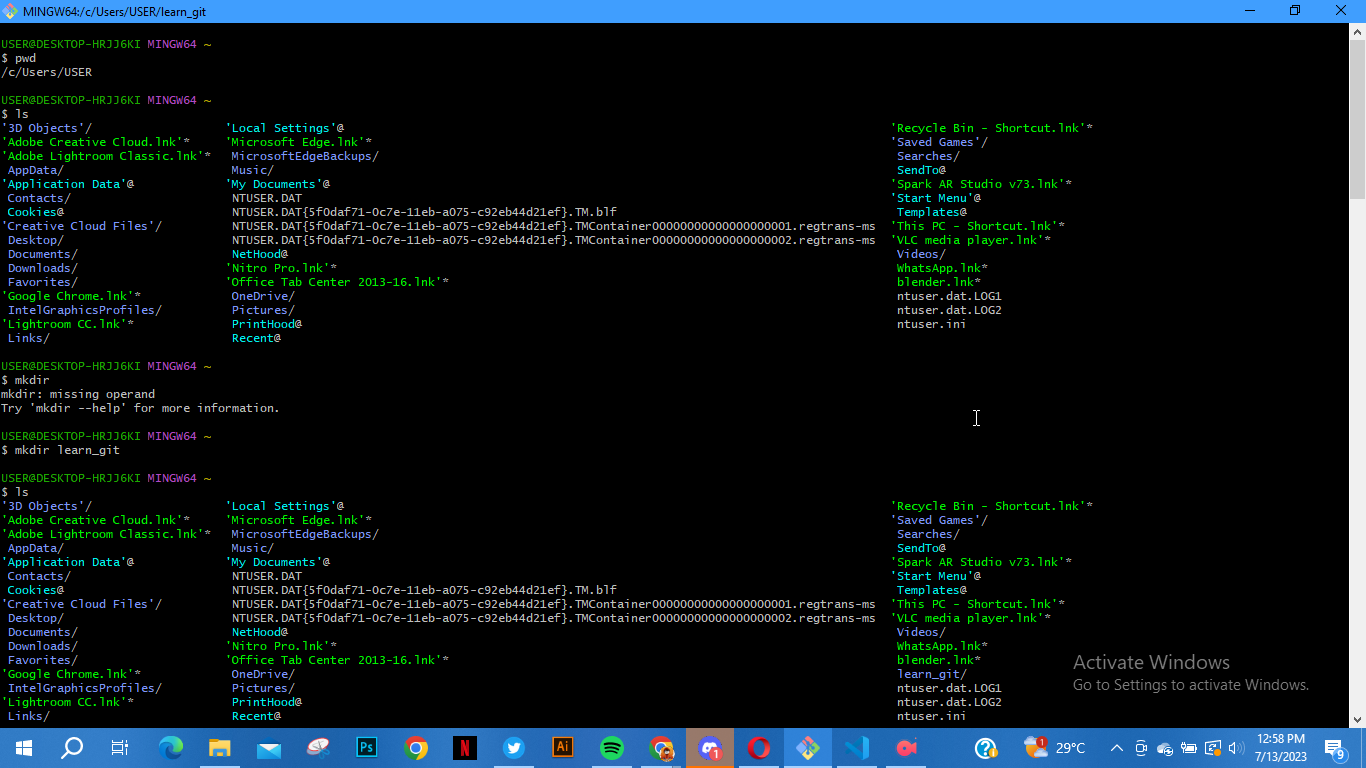 MINGW64:/c/Users/USER/learn_git
USER@DESKTOP-HRJJ6KI MINGW64 ~
$ pwd
/c/Users/USER
USER@DESKTOP-HRJJ6KI MINGW64 ~
$ ls
'3D Objects'/ 'Local Settings'@ 'Recycle Bin - Shortcut.lnk'*
'Adobe Creative Cloud.lnk'* 'Microsoft Edge.lnk'* 'Saved Games'/
'Adobe Lightroom Classic.lnk'* MicrosoftEdgeBackups/ Searches/
AppData/ Music/ SendTo@
'Application Data'@ 'My Documents'@ 'Spark AR Studio v73.lnk'*
Contacts/ NTUSER.DAT 'Start Menu'@
Cookies@ NTUSER.DAT{5f0daf71-0c7e-11eb-a075-c92eb44d21ef}.TM.blf Templates@
'Creative Cloud Files'/ NTUSER.DAT{5f0daf71-0c7e-11eb-a075-c92eb44d21ef}.TMContainer00000000000000000001.regtrans-ms 'This PC - Shortcut.lnk'*
Desktop/ NTUSER.DAT{5f0daf71-0c7e-11eb-a075-c92eb44d21ef}.TMContainer00000000000000000002.regtrans-ms 'VLC media player.lnk'*
Documents/ NetHood@ Videos/
Downloads/ 'Nitro Pro.lnk'* WhatsApp.lnk*
Favorites/ 'Office Tab Center 2013-16.lnk'* blender.lnk*
'Google Chrome.lnk'* OneDrive/ ntuser.dat.LOG1
IntelGraphicsProfiles/ Pictures/ ntuser.dat.LOG2
'Lightroom CC.lnk'* PrintHood@ ntuser.ini
Links/ Recent@
USER@DESKTOP-HRJJ6KI MINGW64 ~
$ mkdir
mkdir: missing operand
Try 'mkdir --help' for more information.
USER@DESKTOP-HRJJ6KI MINGW64 ~
$ mkdir learn_git
USER@DESKTOP-HRJJ6KI MINGW64 ~
$ ls
'3D Objects'/ 'Local Settings'@ 'Recycle Bin - Shortcut.lnk'*
'Adobe Creative Cloud.lnk'* 'Microsoft Edge.lnk'* 'Saved Games'/
'Adobe Lightroom Classic.lnk'* MicrosoftEdgeBackups/ Searches/
AppData/ Music/ SendTo@
'Application Data'@ 'My Documents'@ 'Spark AR Studio v73.lnk'*
Contacts/ NTUSER.DAT 'Start Menu'@
Cookies@ NTUSER.DAT{5f0daf71-0c7e-11eb-a075-c92eb44d21ef}.TM.blf Templates@
'Creative Cloud Files'/ NTUSER.DAT{5f0daf71-0c7e-11eb-a075-c92eb44d21ef}.TMContainer00000000000000000001.regtrans-ms 'This PC - Shortcut.lnk'*
Desktop/ NTUSER.DAT{5f0daf71-0c7e-11eb-a075-c92eb44d21ef}.TMContainer00000000000000000002.regtrans-ms 'VLC media player.lnk'*
Documents/ NetHood@ Videos/
Downloads/ 'Nitro Pro.lnk'* WhatsApp.lnk*
Favorites/ 'Office Tab Center 2013-16.lnk'* blender.lnk*
'Google Chrome.lnk'* OneDrive/ learn_git/
IntelGraphicsProfiles/ Pictures/ ntuser.dat.LOG1
'Lightroom CC.lnk'* PrintHood@ ntuser.dat.LOG2
Links/ Recent@ ntuser.ini
Activate Windows
Go to Settings to activate Windows.
Ps N Ai 1 1 29°C 12:58 PM
7/13/2023 9